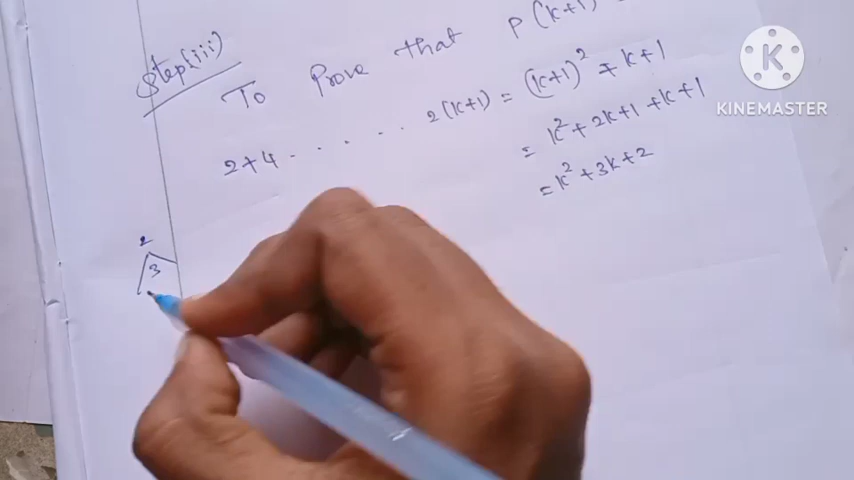 Step(iii)
To Prove that P(k+1)
2+4 . . . . . . 2(k+1) = (k+1)² + k+1
= k²+2k+1 +k+1
= k²+3k+2
2
3
K
KINEMASTER